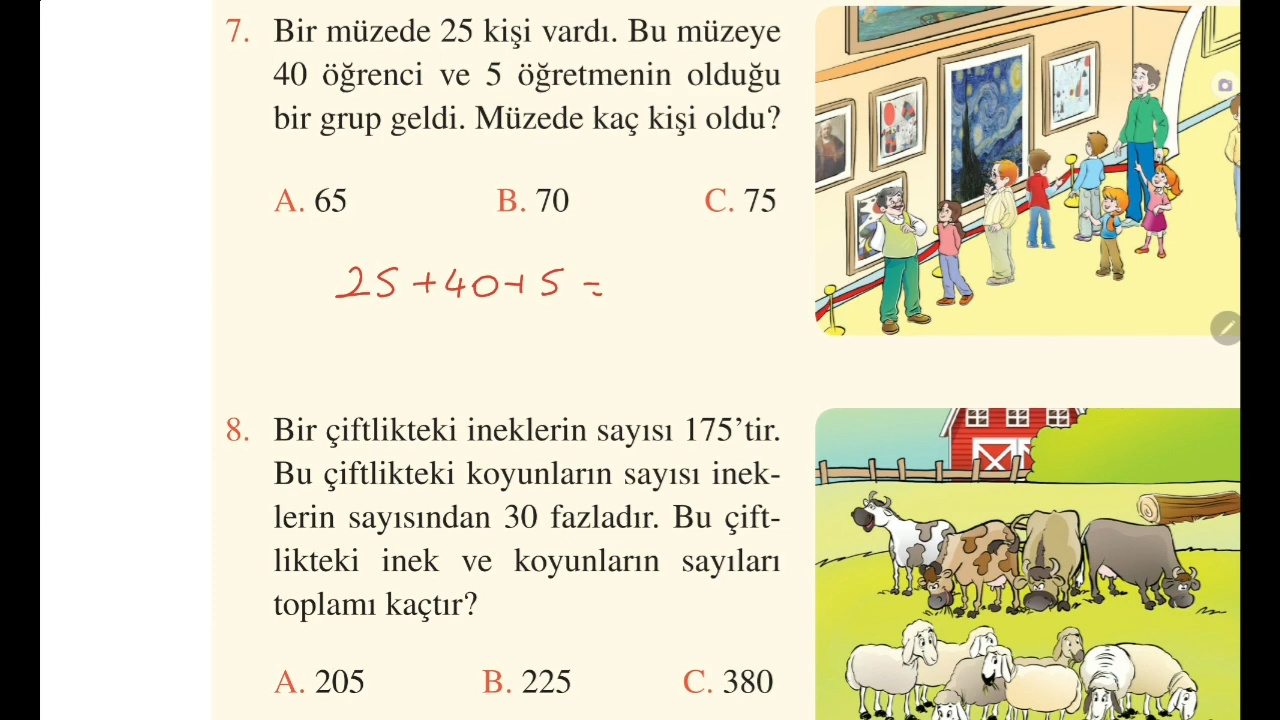 7. Bir müzede 25 kişi vardı. Bu müzeye
40 öğrenci ve 5 öğretmenin olduğu
bir grup geldi. Müzede kaç kişi oldu?
A. 65 B. 70 C. 75
25+40+5 =
8. Bir çiftlikteki ineklerin sayısı 175’tir.
Bu çiftlikteki koyunların sayısı inek-
lerin sayısından 30 fazladır. Bu çift-
likteki inek ve koyunların sayıları
toplamı kaçtır?
A. 205 B. 225 C. 380